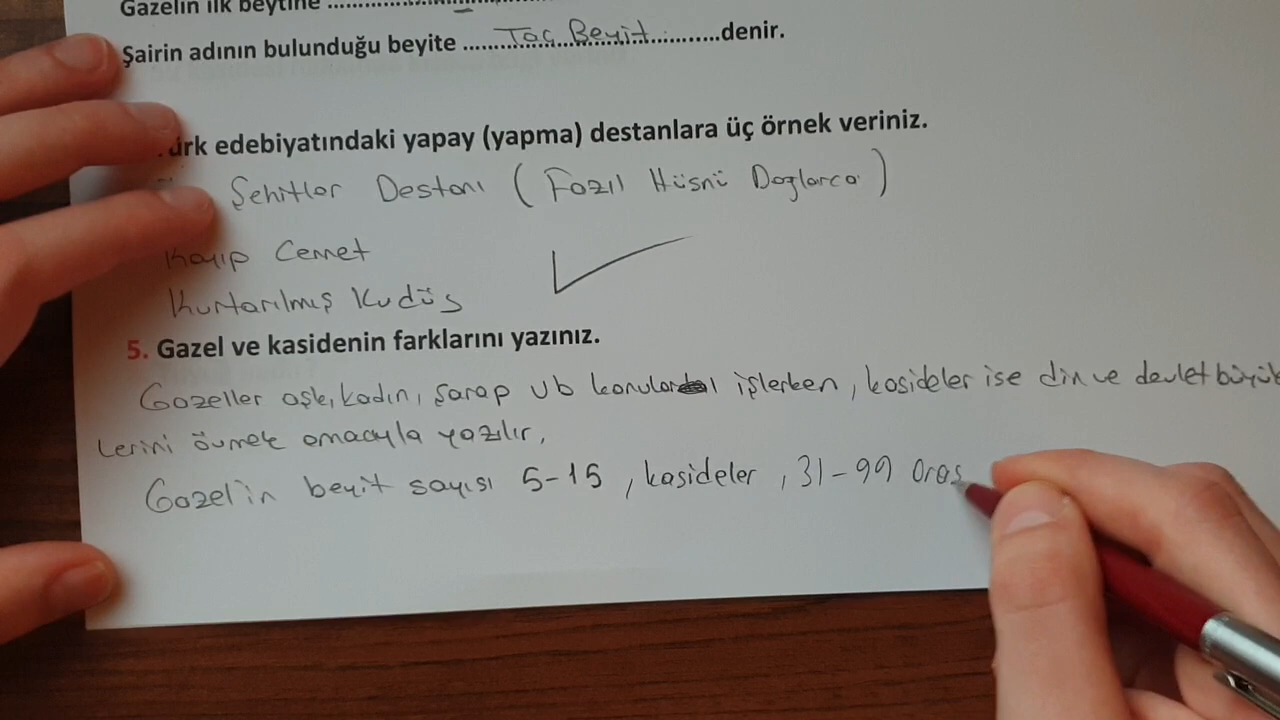 Gazelin ilk beytine ....................
Şairin adının bulunduğu beyite ........Taç Beyit........denir.
ürk edebiyatındaki yapay (yapma) destanlara üç örnek veriniz.
Şehitler Destanı (Fazıl Hüsnü Dağlarca)
Kayıp Cennet
Kurtarılmış Kudüs
5. Gazel ve kasidenin farklarını yazınız.
Gazeller aşk, kadın, şarap vb konular işlerken, kasideler ise din ve devlet büyük
lerini övmek amacıyla yazılır,
Gazel'in beyit sayısı 5-15, kasideler, 31-99 aras